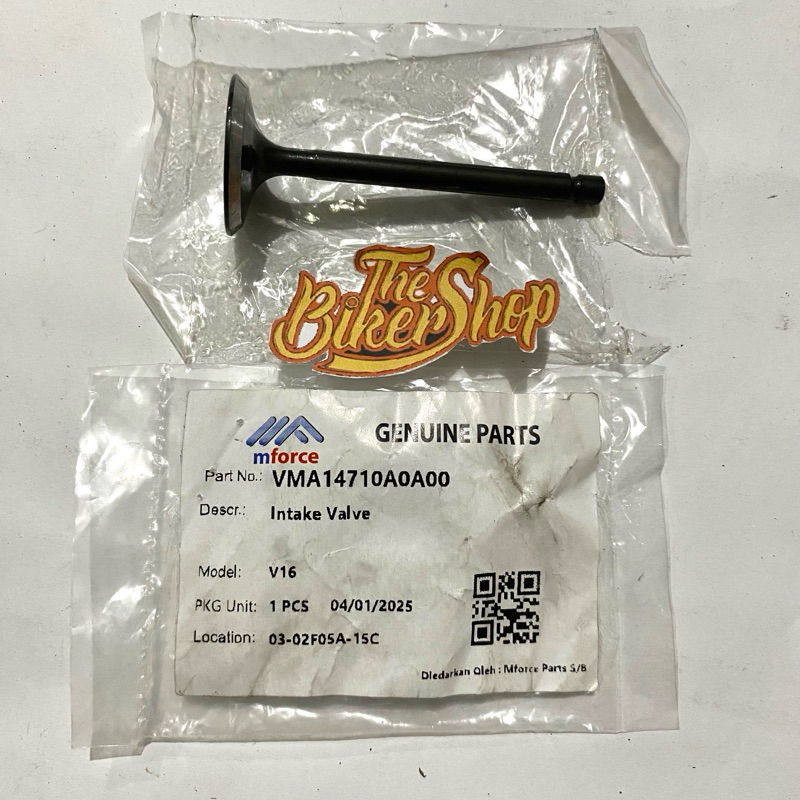 The
BikerShop
mforce
GENUINE PARTS
Part No.: VMA14710A0A00
Descr.: Intake Valve
Model: V16
PKG Unit: 1 PCS 04/01/2025
Location: 03-02F05A-15C
Diedarkan Oleh : Mforce Parts S/B